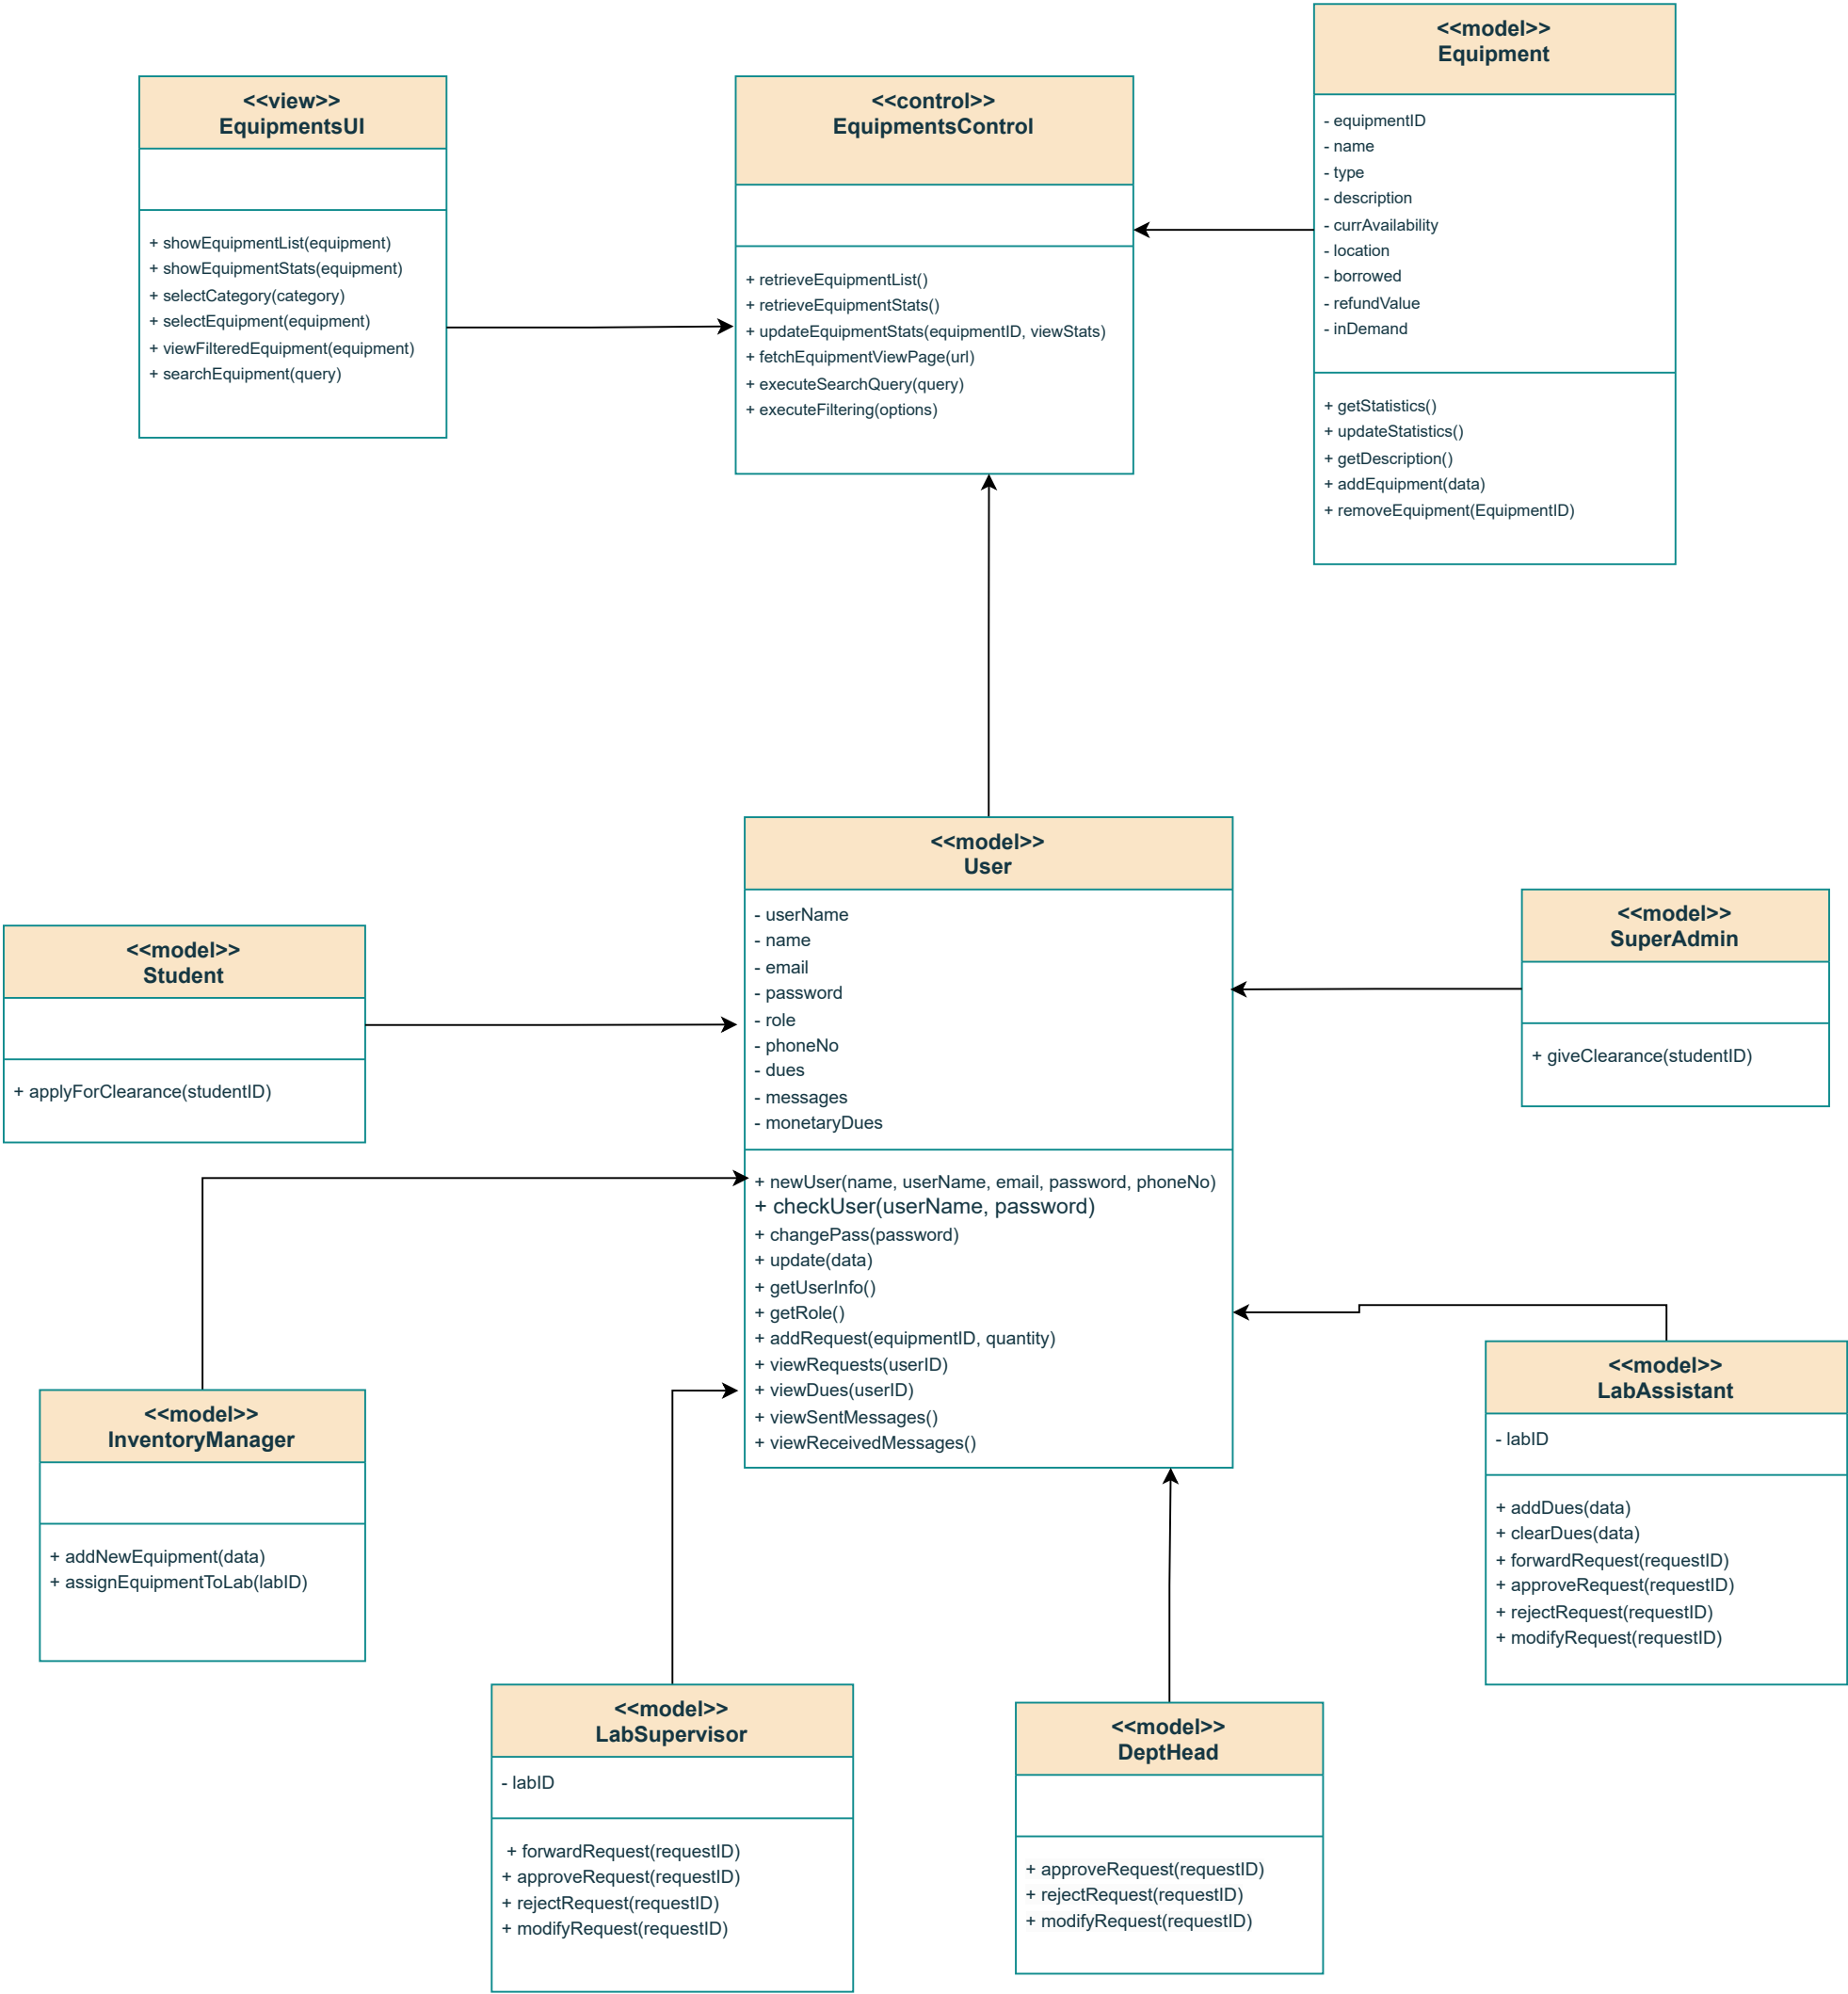 <<view>>
EquipmentsUI
+ showEquipmentList(equipment)
+ showEquipmentStats(equipment)
+ selectCategory(category)
+ selectEquipment(equipment)
+ viewFilteredEquipment(equipment)
+ searchEquipment(query)
<<control>>
EquipmentsControl
+ retrieveEquipmentList()
+ retrieveEquipmentStats()
+ updateEquipmentStats(equipmentID, viewStats)
+ fetchEquipmentViewPage(url)
+ executeSearchQuery(query)
+ executeFiltering(options)
<<model>>
Equipment
- equipmentID
- name
- type
- description
- currAvailability
- location
- borrowed
- refundValue
- inDemand
+ getStatistics()
+ updateStatistics()
+ getDescription()
+ addEquipment(data)
+ removeEquipment(EquipmentID)
<<model>>
User
- userName
- name
- email
- password
- role
- phoneNo
- dues
- messages
- monetaryDues
+ newUser(name, userName, email, password, phoneNo)
+ checkUser(userName, password)
+ changePass(password)
+ update(data)
+ getUserInfo()
+ getRole()
+ addRequest(equipmentID, quantity)
+ viewRequests(userID)
+ viewDues(userID)
+ viewSentMessages()
+ viewReceivedMessages()
<<model>>
Student
+ applyForClearance(studentID)
<<model>>
SuperAdmin
+ giveClearance(studentID)
<<model>>
InventoryManager
+ addNewEquipment(data)
+ assignEquipmentToLab(labID)
<<model>>
LabAssistant
- labID
+ addDues(data)
+ clearDues(data)
+ forwardRequest(requestID)
+ approveRequest(requestID)
+ rejectRequest(requestID)
+ modifyRequest(requestID)
<<model>>
LabSupervisor
- labID
+ forwardRequest(requestID)
+ approveRequest(requestID)
+ rejectRequest(requestID)
+ modifyRequest(requestID)
<<model>>
DeptHead
+ approveRequest(requestID)
+ rejectRequest(requestID)
+ modifyRequest(requestID)